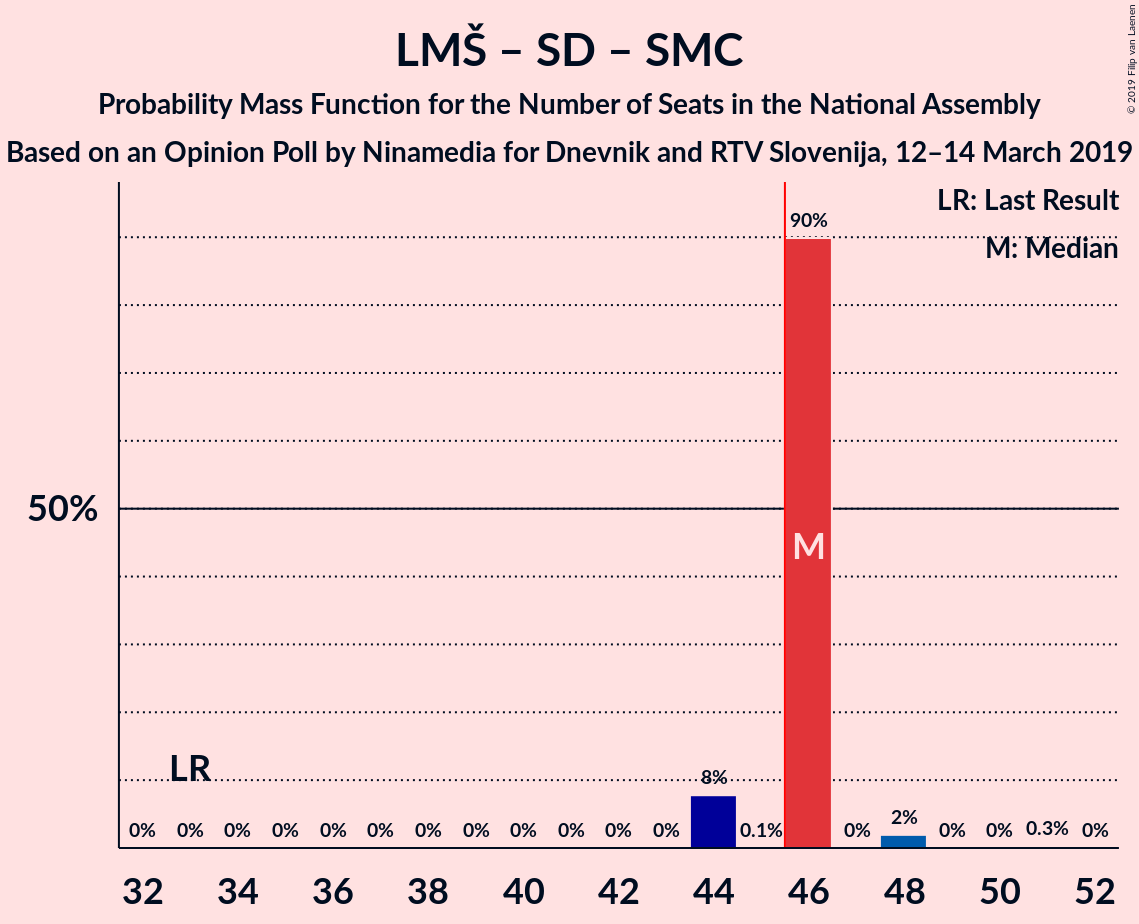 LMŠ – SD – SMC
Probability Mass Function for the Number of Seats in the National Assembly
Based on an Opinion Poll by Ninamedia for Dnevnik and RTV Slovenija, 12–14 March 2019
© 2019 Filip van Laenen
LR: Last Result
M: Median
90%
50%
M
LR
0% 0% 0% 0% 0% 0% 0% 0% 0% 0% 0% 0% 8% 0.1% 0% 2% 0% 0% 0.3% 0%
32 34 36 38 40 42 44 46 48 50 52